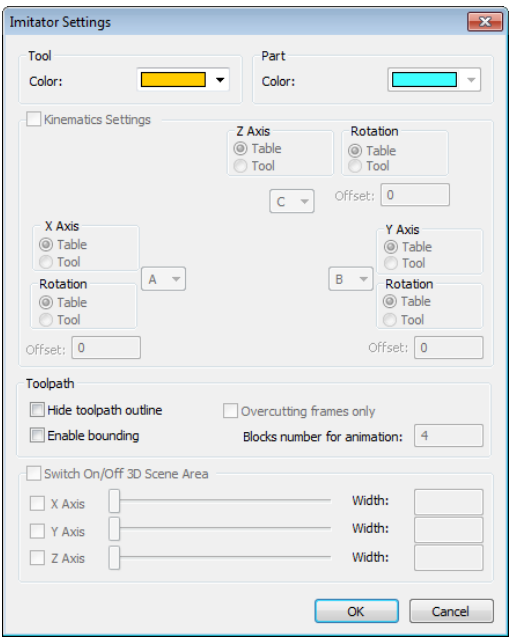 Imitator Settings
Tool
Part
Color:
Color:
Kinematics Settings
Z Axis
Table
Tool
Rotation
Table
Tool
C
Offset: 0
X Axis
Table
Tool
Y Axis
Table
Tool
A
B
Rotation
Table
Tool
Rotation
Table
Tool
Offset: 0
Offset: 0
Toolpath
Hide toolpath outline
Overcutting frames only
Enable bounding
Blocks number for animation: 4
Switch On/Off 3D Scene Area
X Axis Width:
Y Axis Width:
Z Axis Width:
OK
Cancel